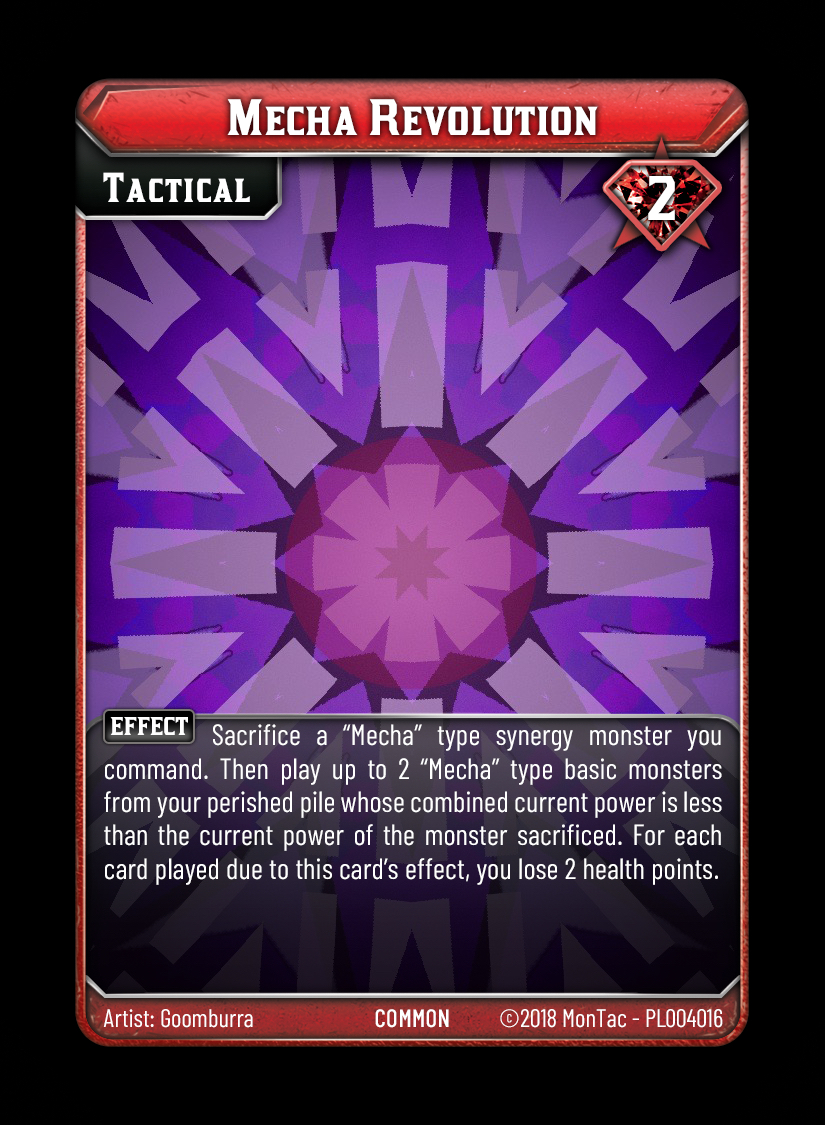 Mecha Revolution
Tactical
2
EFFECT Sacrifice a “Mecha” type synergy monster you
command. Then play up to 2 “Mecha” type basic monsters
from your perished pile whose combined current power is less
than the current power of the monster sacrificed. For each
card played due to this card’s effect, you lose 2 health points.
Artist: Goomburra COMMON ©2018 MonTac - PL004016